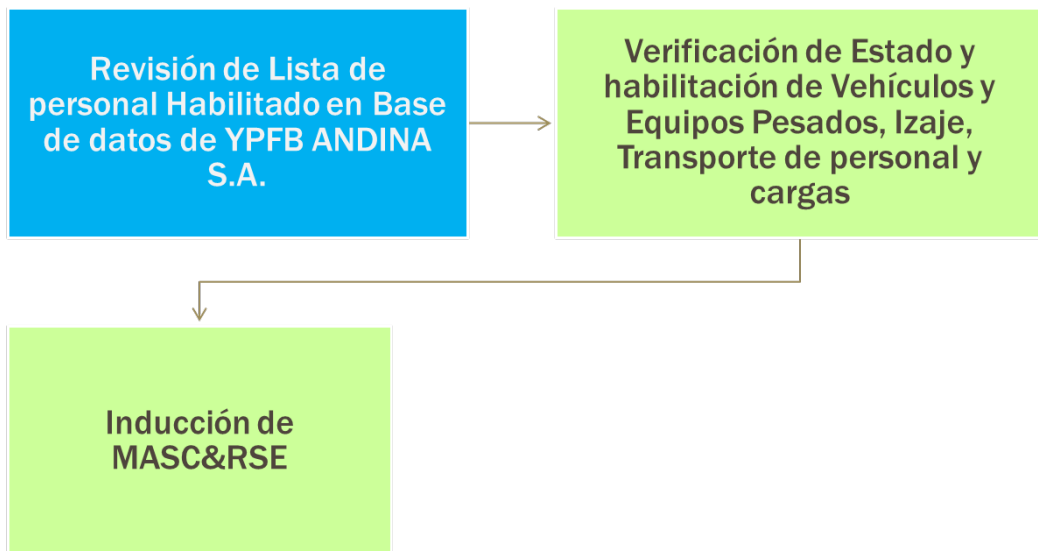 Revisión de Lista de
personal Habilitado en Base
de datos de YPFB ANDINA
S.A.
Verificación de Estado y
habilitación de Vehículos y
Equipos Pesados, Izaje,
Transporte de personal y
cargas
Inducción de
MASC&RSE